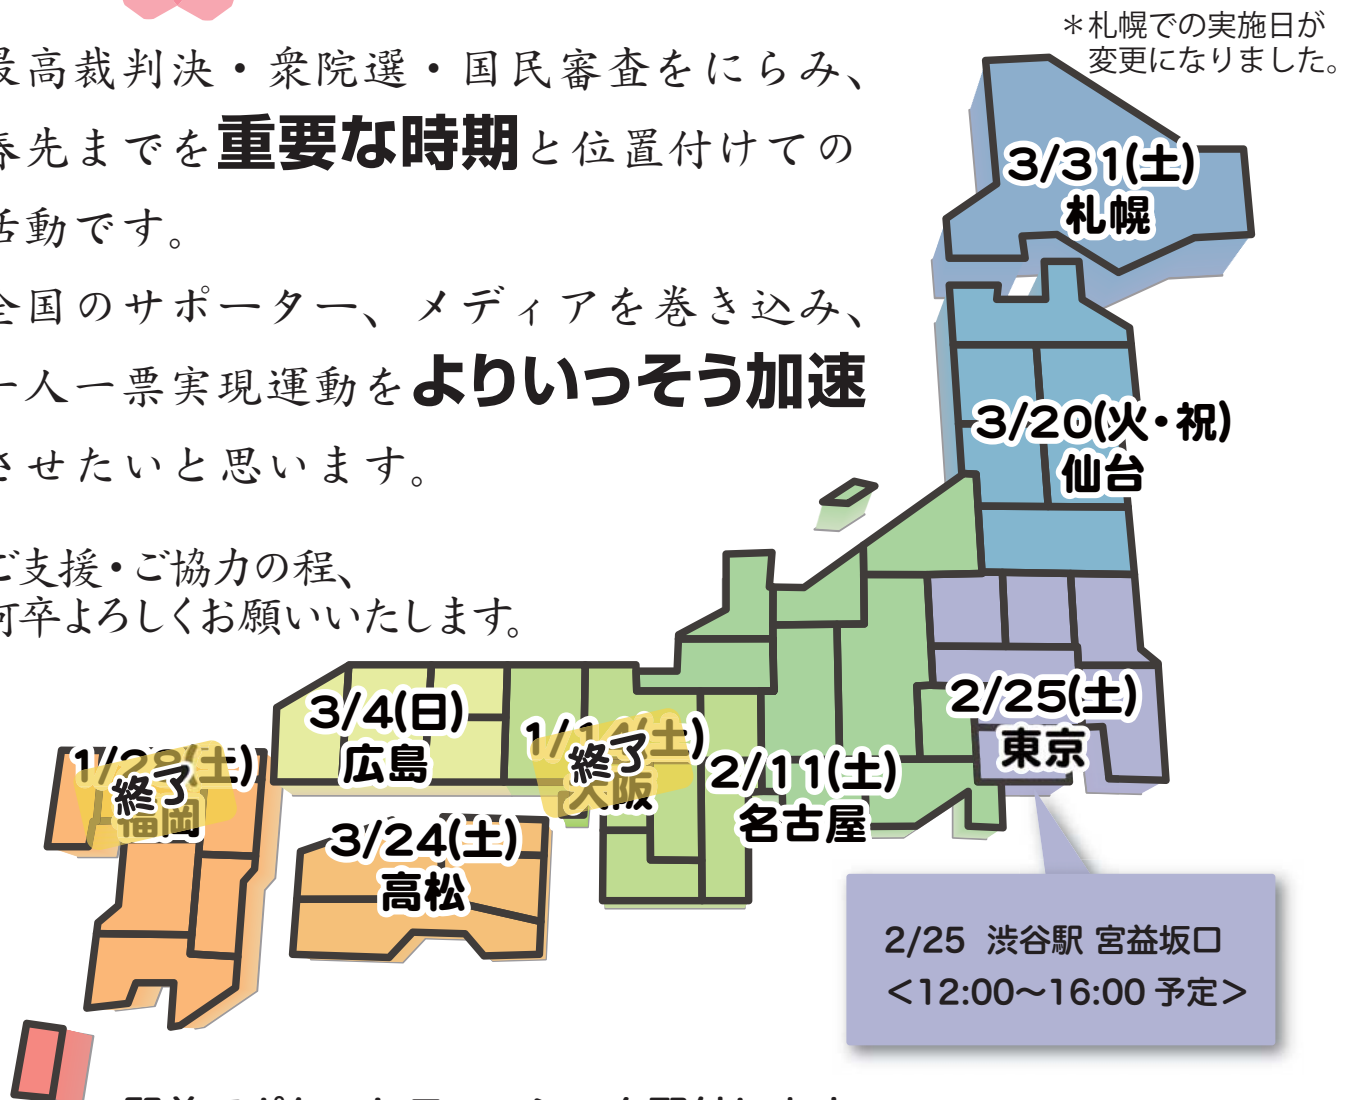 ＊札幌での実施日が
変更になりました。
最高裁判決・衆院選・国民審査をにらみ、
春先までを重要な時期と位置付けての
活動です。
全国のサポーター、メディアを巻き込み、
一人一票実現運動をよりいっそう加速
させたいと思います。
ご支援・ご協力の程、
何卒よろしくお願いいたします。
3/31(土)
札幌
3/20(火・祝)
仙台
2/25(土)
東京
2/11(土)
名古屋
1/14(土)
大阪
終了
3/4(日)
広島
3/24(土)
高松
1/28(土)
福岡
終了
2/25 渋谷駅 宮益坂口
＜12:00～16:00 予定＞